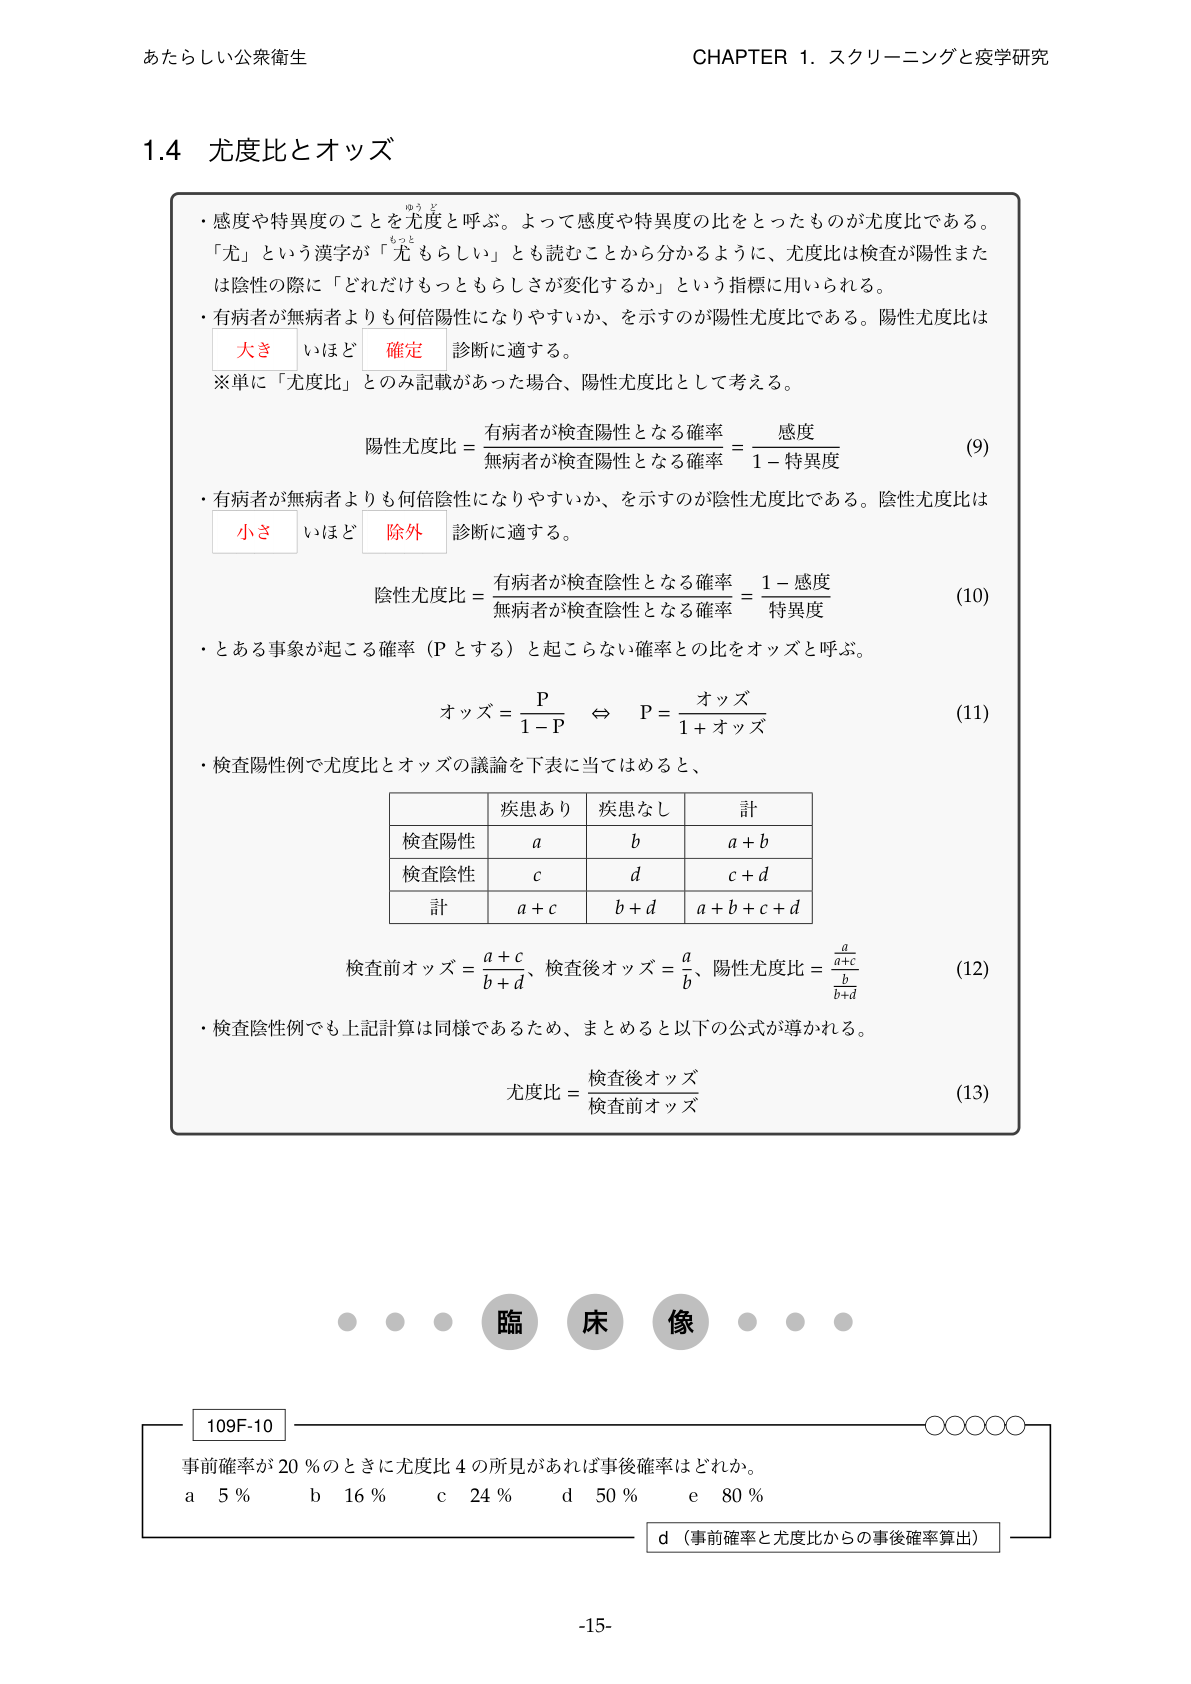 あたらしい公衆衛生 CHAPTER 1. スクリーニングと疫学研究
1.4 尤度比とオッズ
ゆう ど
・感度や特異度のことを尤度と呼ぶ。よって感度や特異度の比をとったものが尤度比である。
もっと
「尤」という漢字が「尤もらしい」とも読むことから分かるように、尤度比は検査が陽性また
は陰性の際に「どれだけもっともらしさが変化するか」という指標に用いられる。
・有病者が無病者よりも何倍陽性になりやすいか、を示すのが陽性尤度比である。陽性尤度比は
大き いほど 確定 診断に適する。
※単に「尤度比」とのみ記載があった場合、陽性尤度比として考える。
陽性尤度比 = 有病者が検査陽性となる確率 / 無病者が検査陽性となる確率 = 感度 / 1 − 特異度 (9)
・有病者が無病者よりも何倍陰性になりやすいか、を示すのが陰性尤度比である。陰性尤度比は
小さ いほど 除外 診断に適する。
陰性尤度比 = 有病者が検査陰性となる確率 / 無病者が検査陰性となる確率 = 1 − 感度 / 特異度 (10)
・とある事象が起こる確率（P とする）と起こらない確率との比をオッズと呼ぶ。
オッズ = P / 1 − P ⇔ P = オッズ / 1 + オッズ (11)
・検査陽性例で尤度比とオッズの議論を下表に当てはめると、
疾患あり 疾患なし 計
検査陽性 a b a + b
検査陰性 c d c + d
計 a + c b + d a + b + c + d
検査前オッズ = a + c / b + d、検査後オッズ = a / b、陽性尤度比 = a/a+c / b/b+d (12)
・検査陰性例でも上記計算は同様であるため、まとめると以下の公式が導かれる。
尤度比 = 検査後オッズ / 検査前オッズ (13)
臨 床 像
109F-10
事前確率が 20 %のときに尤度比 4 の所見があれば事後確率はどれか。
a 5 % b 16 % c 24 % d 50 % e 80 %
d （事前確率と尤度比からの事後確率算出）
-15-